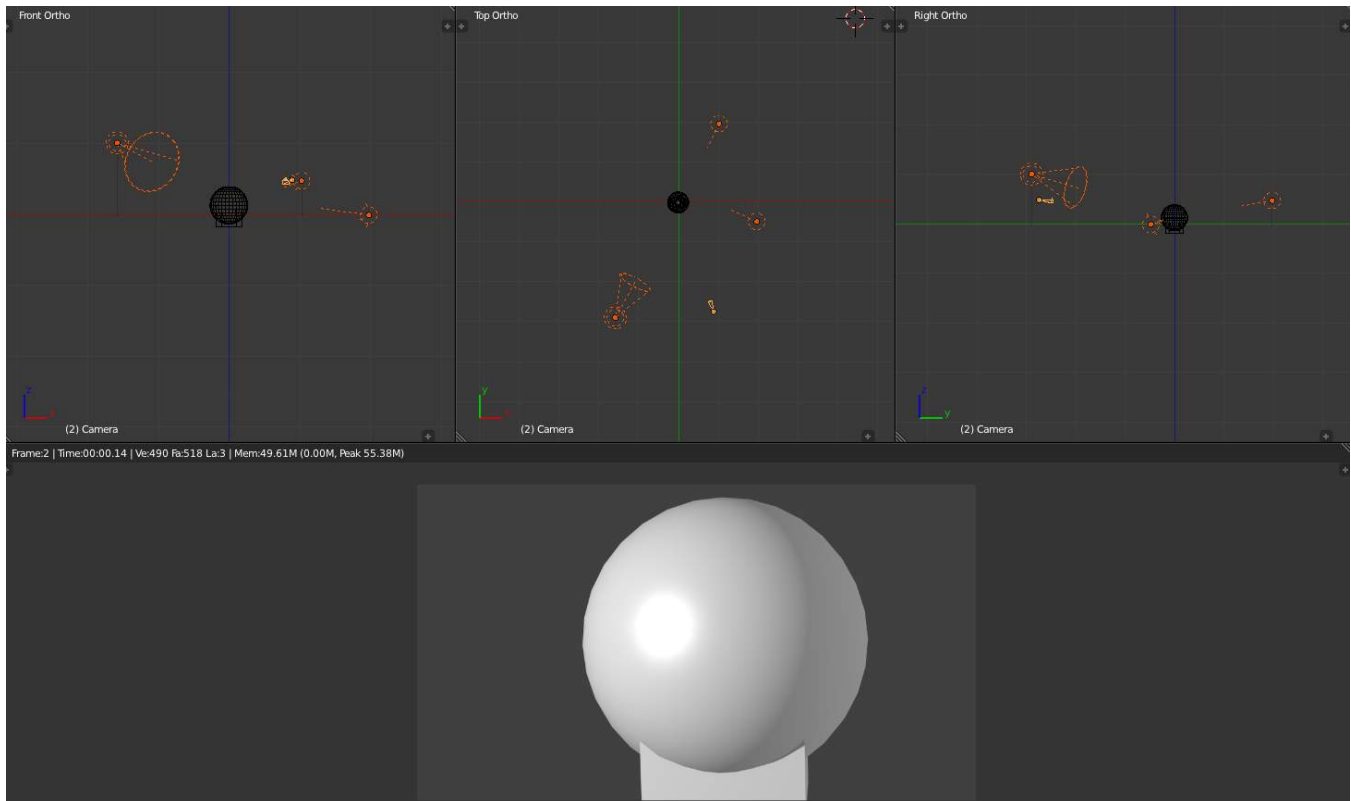 Front Ortho
Top Ortho
Right Ortho
z
x
(2) Camera
y
x
(2) Camera
z
y
(2) Camera
Frame:2 | Time:00:00.14 | Ve:490 Fa:518 La:3 | Mem:49.61M (0.00M, Peak 55.38M)